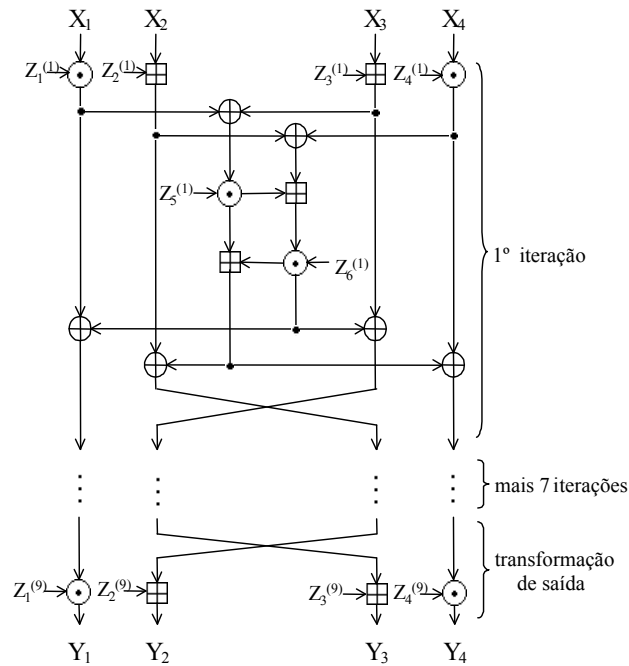 X1 X2 X3 X4
Z1(1) Z2(1) Z3(1) Z4(1)
Z5(1)
Z6(1)
1º iteração
mais 7 iterações
transformação
de saída
Z1(9) Z2(9) Z3(9) Z4(9)
Y1 Y2 Y3 Y4